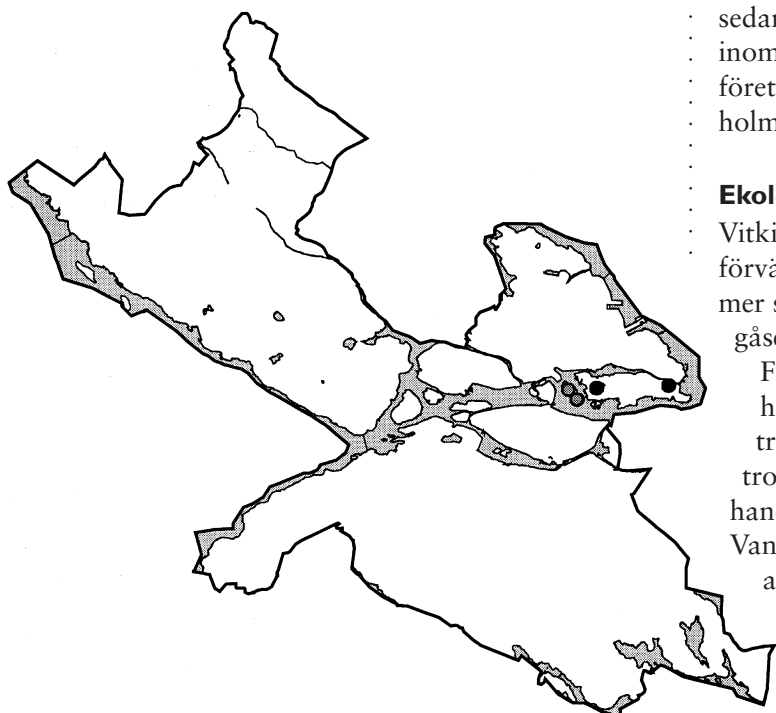 sedan
inom
föret
holm
Ekol
Vitki
förvä
mer s
gåse
F
h
tr
tro
hand
Van
a